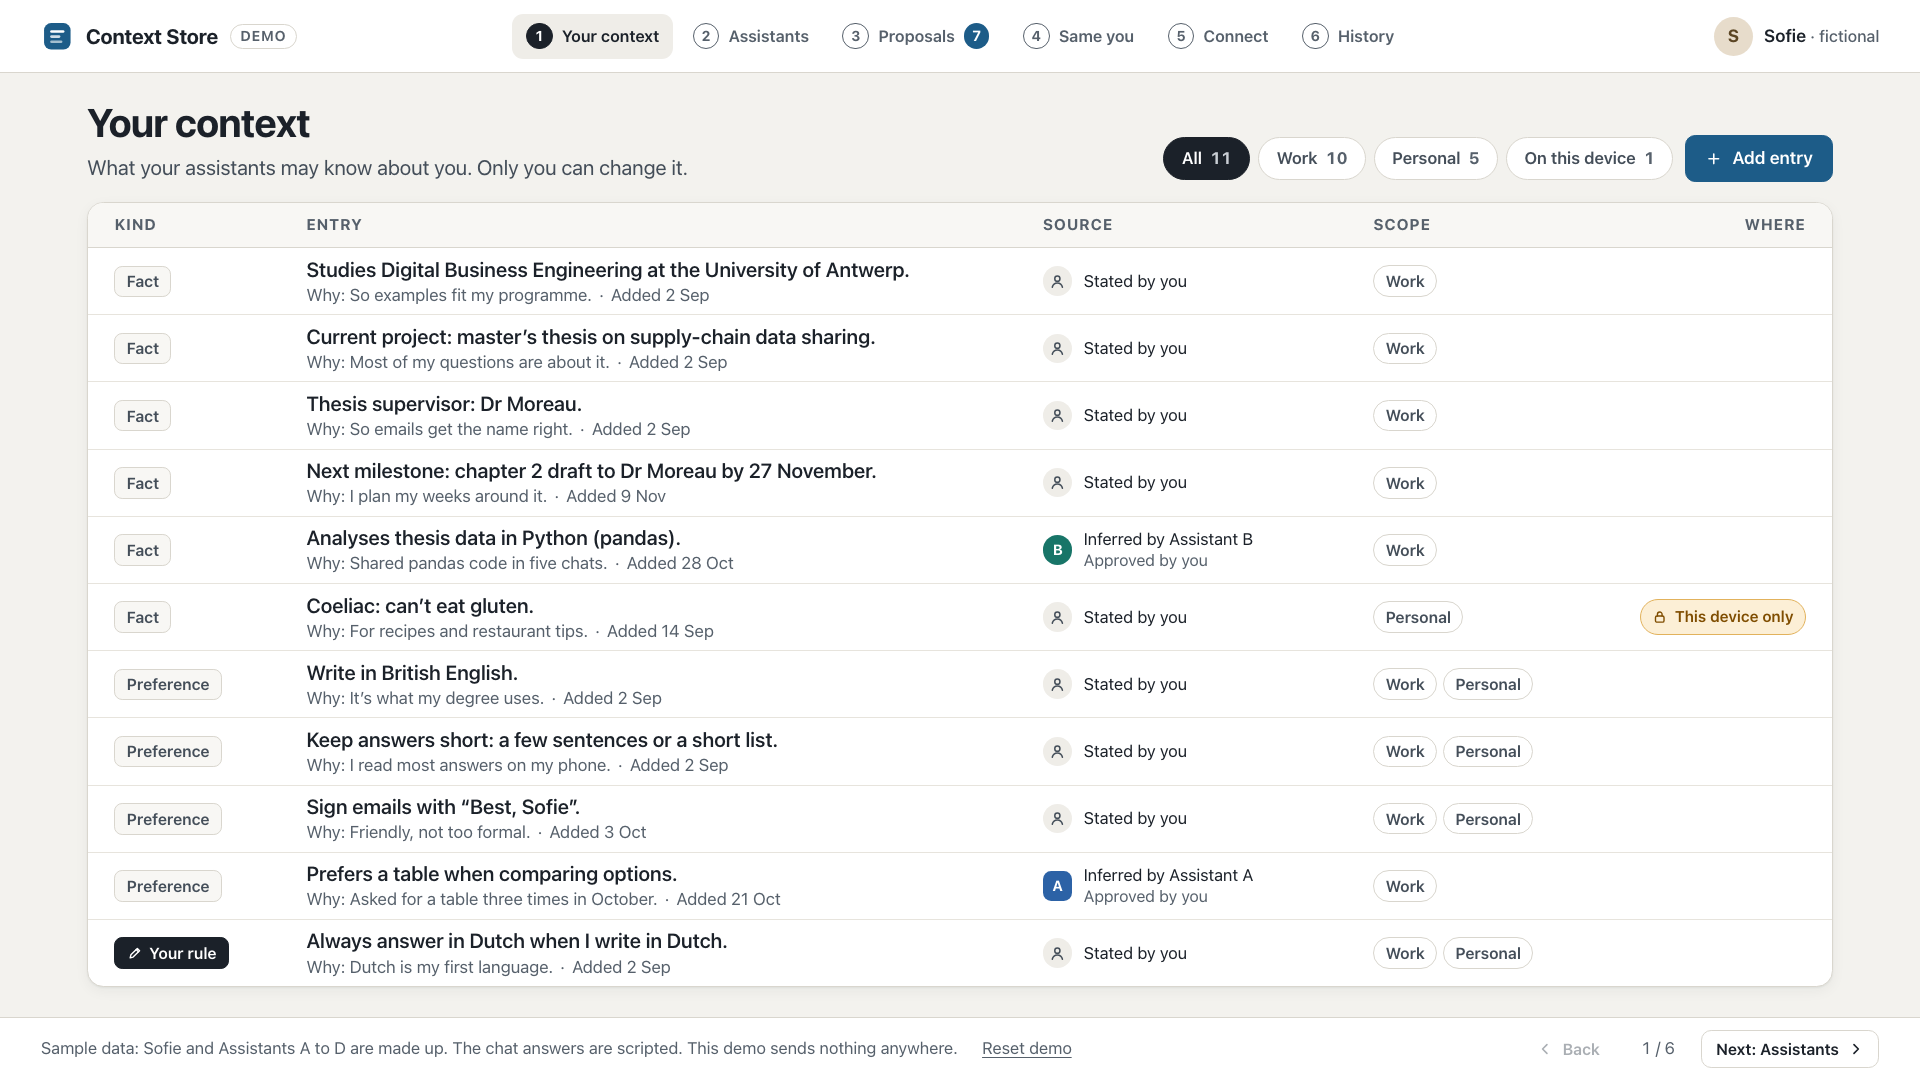 Context Store DEMO
1 Your context
2 Assistants
3 Proposals 7
4 Same you
5 Connect
6 History
S Sofie · fictional
Your context
What your assistants may know about you. Only you can change it.
All 11
Work 10
Personal 5
On this device 1
+ Add entry
KIND ENTRY SOURCE SCOPE WHERE
Fact
Studies Digital Business Engineering at the University of Antwerp.
Why: So examples fit my programme. · Added 2 Sep
Stated by you
Work
Fact
Current project: master’s thesis on supply-chain data sharing.
Why: Most of my questions are about it. · Added 2 Sep
Stated by you
Work
Fact
Thesis supervisor: Dr Moreau.
Why: So emails get the name right. · Added 2 Sep
Stated by you
Work
Fact
Next milestone: chapter 2 draft to Dr Moreau by 27 November.
Why: I plan my weeks around it. · Added 9 Nov
Stated by you
Work
Fact
Analyses thesis data in Python (pandas).
Why: Shared pandas code in five chats. · Added 28 Oct
B Inferred by Assistant B
Approved by you
Work
Fact
Coeliac: can’t eat gluten.
Why: For recipes and restaurant tips. · Added 14 Sep
Stated by you
Personal
This device only
Preference
Write in British English.
Why: It’s what my degree uses. · Added 2 Sep
Stated by you
Work Personal
Preference
Keep answers short: a few sentences or a short list.
Why: I read most answers on my phone. · Added 2 Sep
Stated by you
Work Personal
Preference
Sign emails with “Best, Sofie”.
Why: Friendly, not too formal. · Added 3 Oct
Stated by you
Work Personal
Preference
Prefers a table when comparing options.
Why: Asked for a table three times in October. · Added 21 Oct
A Inferred by Assistant A
Approved by you
Work
Your rule
Always answer in Dutch when I write in Dutch.
Why: Dutch is my first language. · Added 2 Sep
Stated by you
Work Personal
Sample data: Sofie and Assistants A to D are made up. The chat answers are scripted. This demo sends nothing anywhere. Reset demo
Back
1 / 6
Next: Assistants